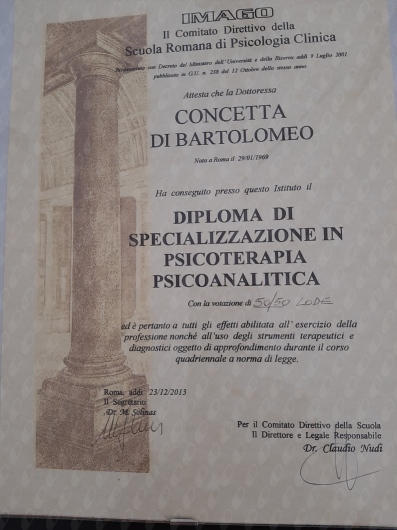 IMAGO
Il Comitato Direttivo della
Scuola Romana di Psicologia Clinica
Riconosciuto con Decreto del Ministero dell'Università e della Ricerca addì 9 Luglio 2001
pubblicato in G.U. n. 238 del 12 Ottobre dello stesso anno
Attesta che la Dottoressa
CONCETTA
DI BARTOLOMEO
Nata a Roma il 29/01/1969
Ha conseguito presso questo Istituto il
DIPLOMA DI
SPECIALIZZAZIONE IN
PSICOTERAPIA
PSICOANALITICA
Con la votazione di 50/50 LODE
ed è pertanto a tutti gli effetti abilitata all'esercizio della
professione nonché all'uso degli strumenti terapeutici e
diagnostici oggetto di approfondimento durante il corso
quadriennale a norma di legge.
Roma, addì 23/12/2013
Il Segretario
Dr. M. Solinas
Per il Comitato Direttivo della Scuola
Il Direttore e Legale Responsabile
Dr. Claudio Nudi